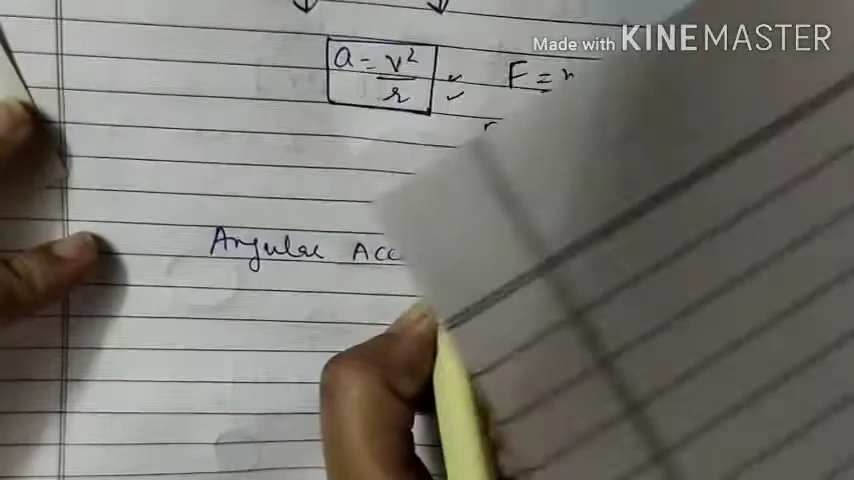 Made with KINEMASTER
a = v²/r F =
Angular Acc